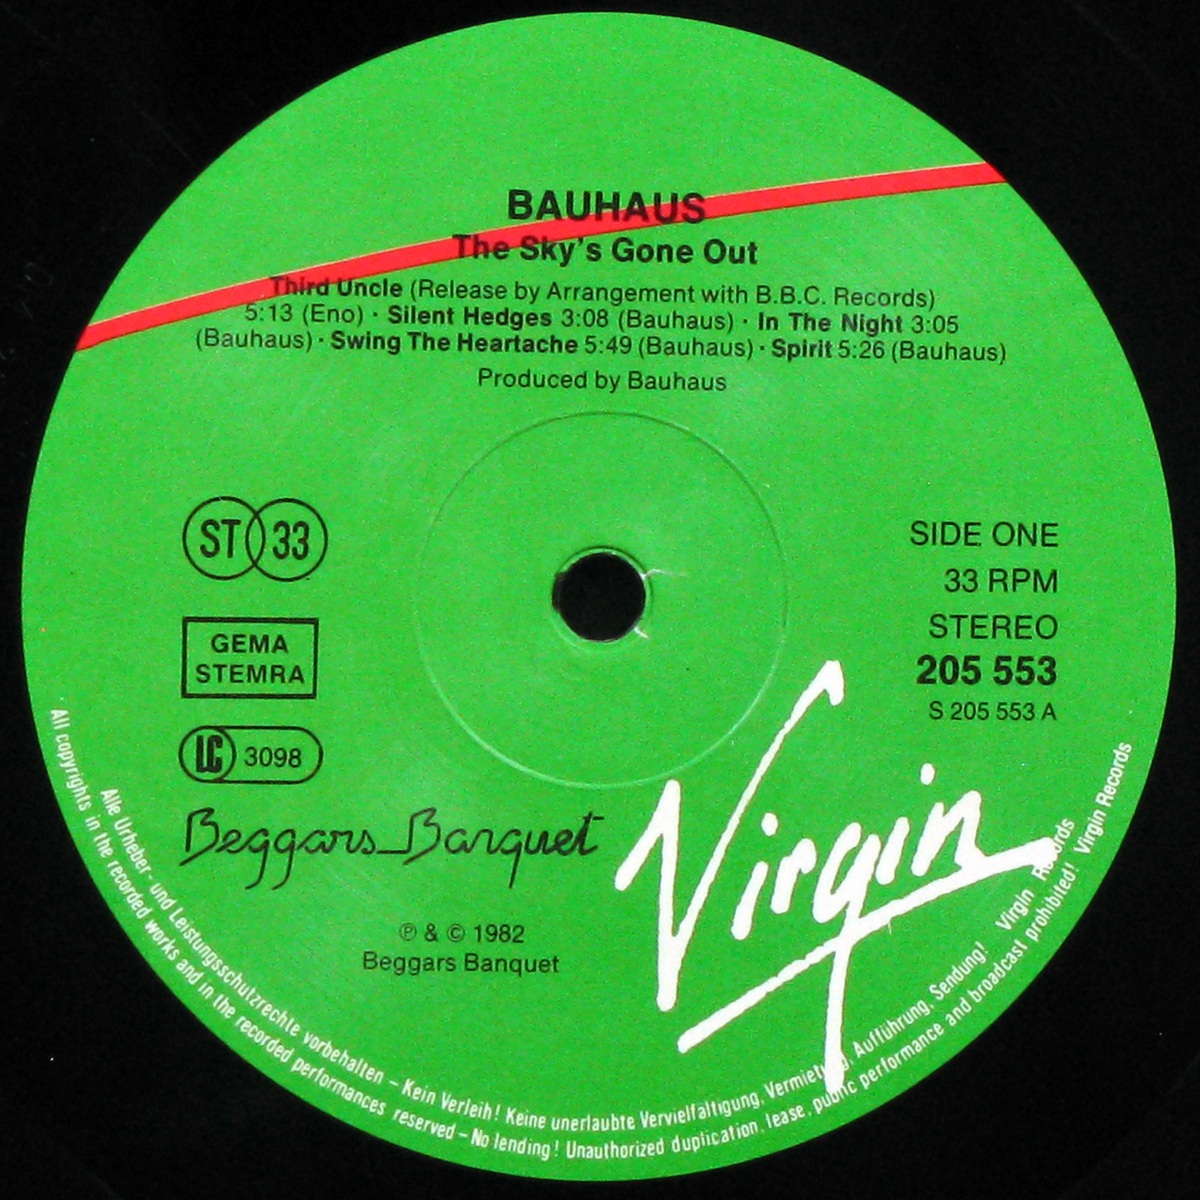 BAUHAUS
The Sky's Gone Out
Third Uncle (Release by Arrangement with B.B.C. Records)
5:13 (Eno) · Silent Hedges 3:08 (Bauhaus) · In The Night 3:05
(Bauhaus) · Swing The Heartache 5:49 (Bauhaus) · Spirit 5:26 (Bauhaus)
Produced by Bauhaus
ST 33
GEMA
STEMRA
LC 3098
SIDE ONE
33 RPM
STEREO
205 553
S 205 553 A
Beggars Banquet
Virgin
℗ & © 1982
Beggars Banquet
Alle Urheber- und Leistungsschutzrechte vorbehalten – Kein Verleih! Keine unerlaubte Vervielfältigung, Vermietung, Aufführung, Sendung! Virgin Records
All copyrights in the recorded works and in the recorded performances reserved – No lending! Unauthorized duplication, lease, public performance and broadcast prohibited! Virgin Records